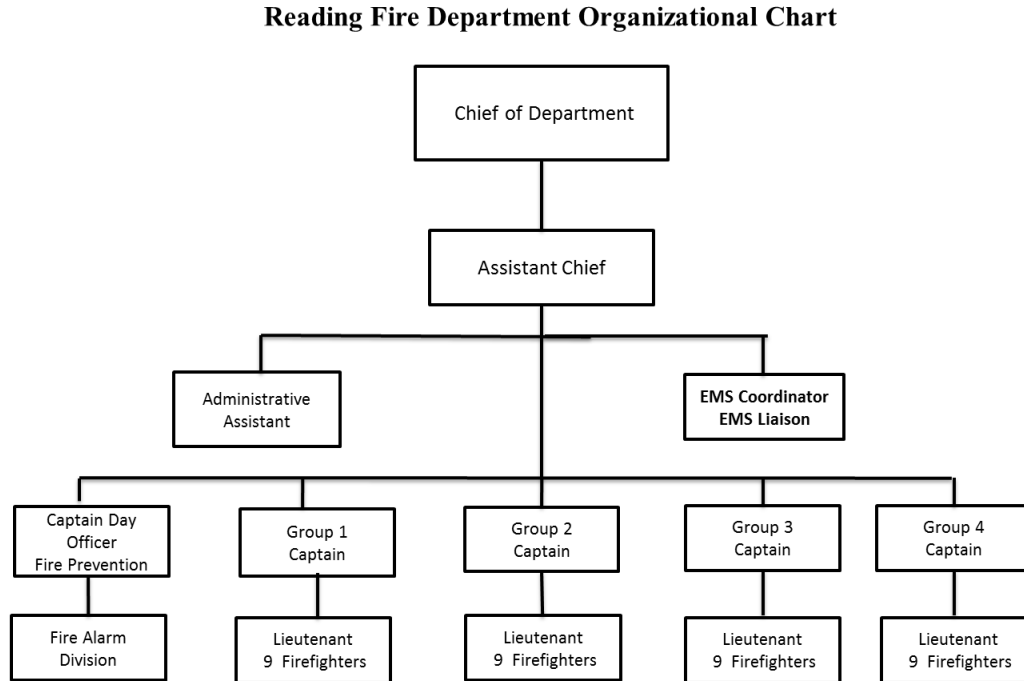 Reading Fire Department Organizational Chart
Chief of Department
Assistant Chief
Administrative
Assistant
EMS Coordinator
EMS Liaison
Captain Day
Officer
Fire Prevention
Group 1
Captain
Group 2
Captain
Group 3
Captain
Group 4
Captain
Fire Alarm
Division
Lieutenant
9 Firefighters
Lieutenant
9 Firefighters
Lieutenant
9 Firefighters
Lieutenant
9 Firefighters